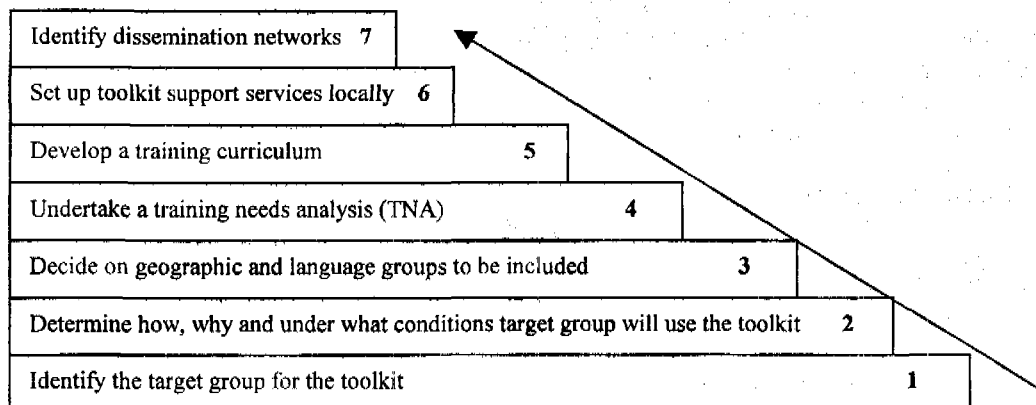 Identify dissemination networks 7
Set up toolkit support services locally 6
Develop a training curriculum 5
Undertake a training needs analysis (TNA) 4
Decide on geographic and language groups to be included 3
Determine how, why and under what conditions target group will use the toolkit 2
Identify the target group for the toolkit 1